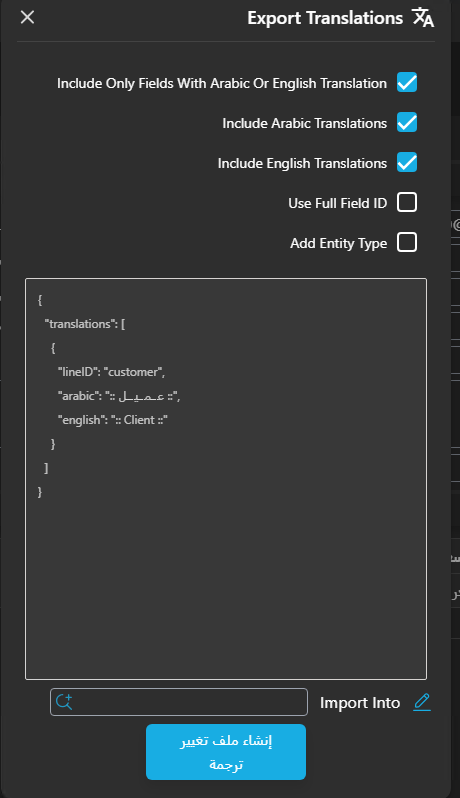 Export Translations
Include Only Fields With Arabic Or English Translation
Include Arabic Translations
Include English Translations
Use Full Field ID
Add Entity Type
{
"translations": [
{
"lineID": "customer",
"arabic": ":: عـمـيـل ::",
"english": ":: Client ::"
}
]
}
Import Into
إنشاء ملف تغيير
ترجمة